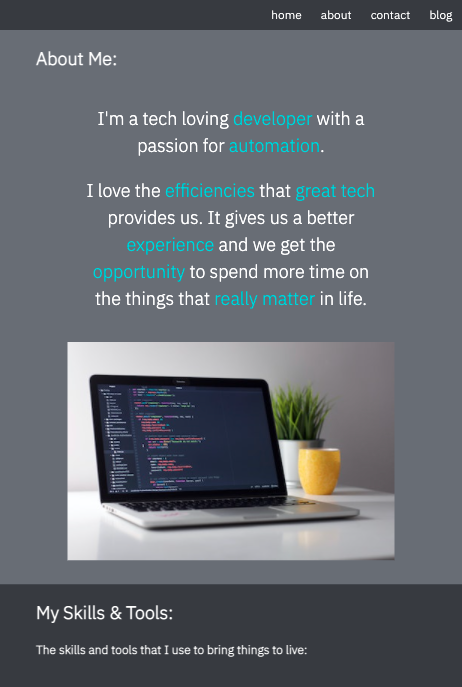 home about contact blog
About Me:
I'm a tech loving developer with a
passion for automation.
I love the efficiencies that great tech
provides us. It gives us a better
experience and we get the
opportunity to spend more time on
the things that really matter in life.
My Skills & Tools:
The skills and tools that I use to bring things to live: